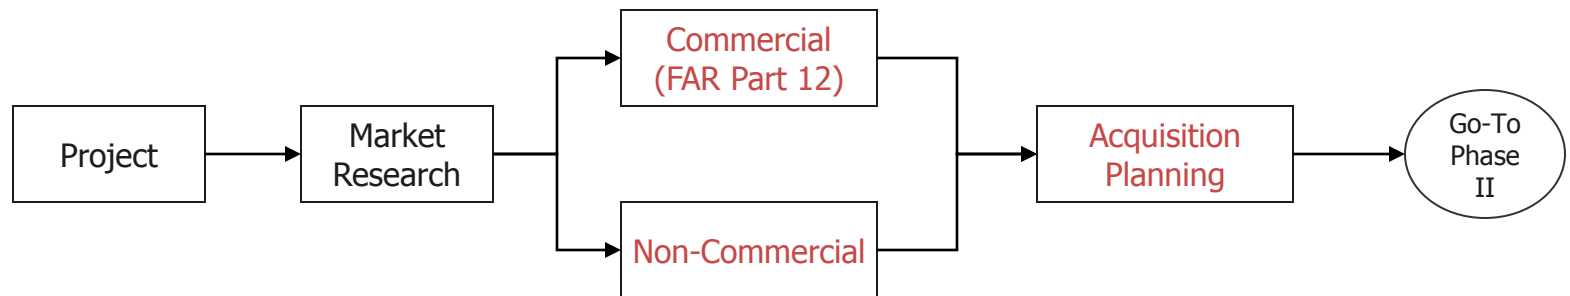 Project
Market
Research
Commercial
(FAR Part 12)
Non-Commercial
Acquisition
Planning
Go-To
Phase
II